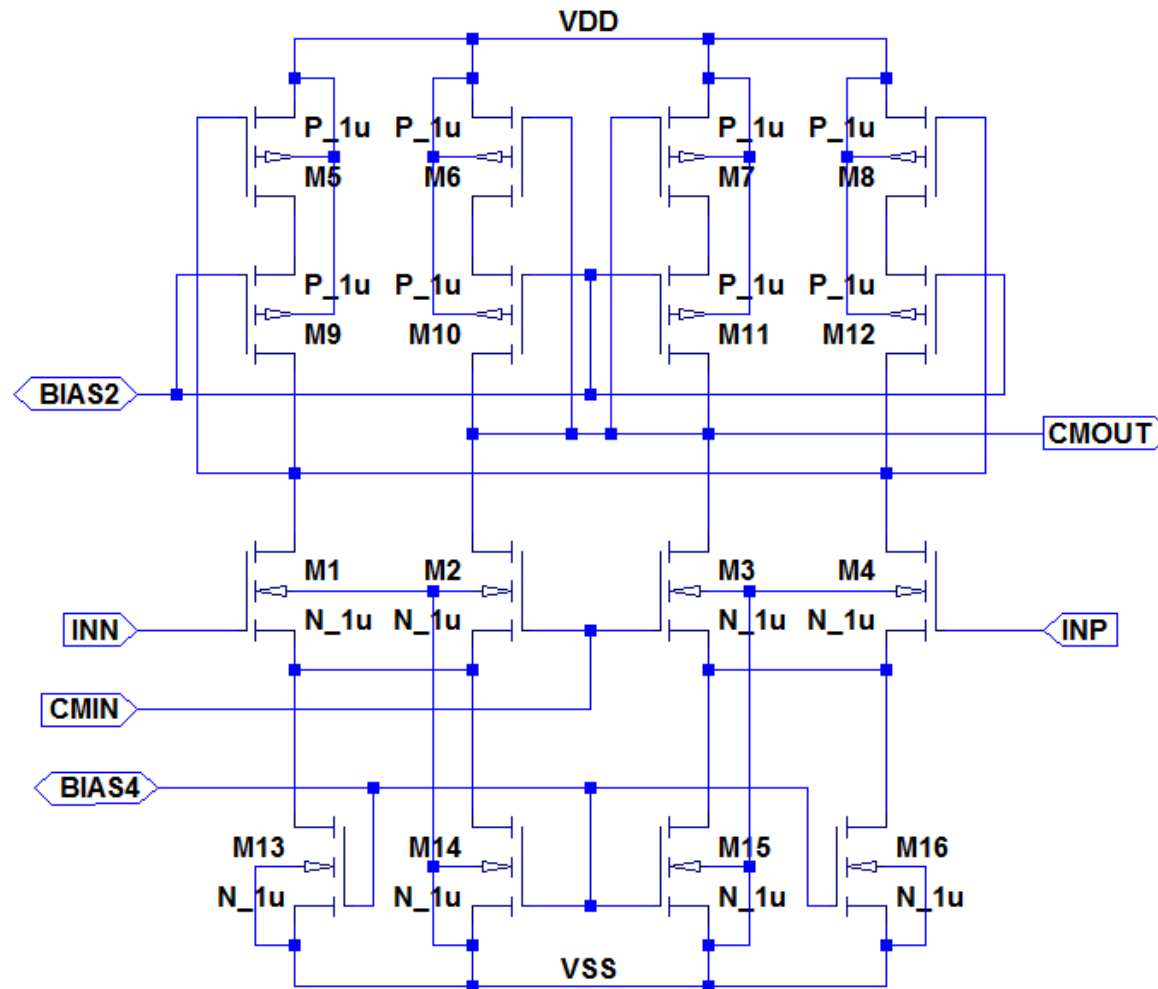 VDD
P_1u P_1u P_1u P_1u
M5 M6 M7 M8
P_1u P_1u P_1u P_1u
M9 M10 M11 M12
BIAS2
CMOUT
M1 M2 M3 M4
N_1u N_1u N_1u N_1u
INN INP
CMIN
BIAS4
M13 M14 M15 M16
N_1u N_1u N_1u N_1u
VSS